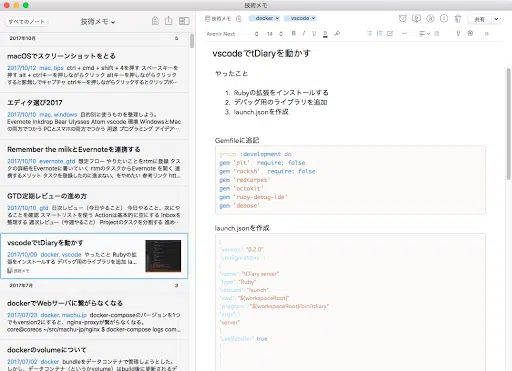 技術メモ
すべてのノート
技術メモ
2017年10月 5
macOSでスクリーンショットをとる
2017/10/12 mac, tips ctrl + cmd + shift + 4を押す スペースキーを
押す alt + ctrlキーを押しながらクリック altキーを押しながらクリック
すると影無しでキャプチャ ctrlキーを押しながらクリックするとクリップボ...
エディタ選び2017
2017/10/12 mac, windows 目的別に使うものを整理しよう。
Evernote Inkdrop Bear Ulysses Atom vscode 環境 WindowsとMac
の両方でつかう PCとスマホの両方でつかう 用途 プログラミング アイデア...
Remember the milkとEvernoteを連携する
2017/10/10 evernote, gtd 想定フロー やりたいことをrtmに登録 タス
クの詳細をEvernoteに書いていく rtmのタスクからEvernote を開く 連
携するメリット タスクを登録したのに進まない、をやめたい 参考リンク htt...
GTD定期レビューの進め方
2017/10/10 gtd 日次レビュー（今日やること） 今日やること、次にや
ることを確認 スマートリストを使う Actionは基本的に空にする Inboxを
整理する 週次レビュー（今週やること） Projectのタスクを分割する 進め...
vscodeでtDiaryを動かす
2017/10/09 docker, vscode やったこと Rubyの拡
張をインストールする デバッグ用のライブラリを追加 la...
技術メモ
2017年7月 3
dockerでWebサーバに繋がらなくなる
2017/07/23 docker, machu.jp docker-composeのバージョンを1つ
でもversion2にすると、nginx-proxyが繋がらなくなる。
core@coreos ~/src/machu-jp/nginx $ docker-compose logs com...
dockerのvolumeについて
2017/07/02 docker bundleをデータコンテナで管理しようとした。
しかし、データコンテナ（というかvolume）はbuild後に更新されるデ
技術メモ docker vscode
共有
Avenir Next 14 B I U
vscodeでtDiaryを動かす
やったこと
1. Rubyの拡張をインストールする
2. デバッグ用のライブラリを追加
3. launch.jsonを作成
Gemfileに追記
group :development do
gem 'pit', require: false
gem 'racksh', require: false
gem 'redcarpet'
gem 'octokit'
gem 'ruby-debug-ide'
gem 'debase'
launch.jsonを作成
{
"version": "0.2.0"
"configurations": [
{
"name": "tDiary server"
"type": "Ruby"
"request": "launch",
"cwd": "${workspaceRoot}"
"program": "${workspaceRoot}/bin/tdiary"
"args": [
"server"
],
"useBundler": true
}